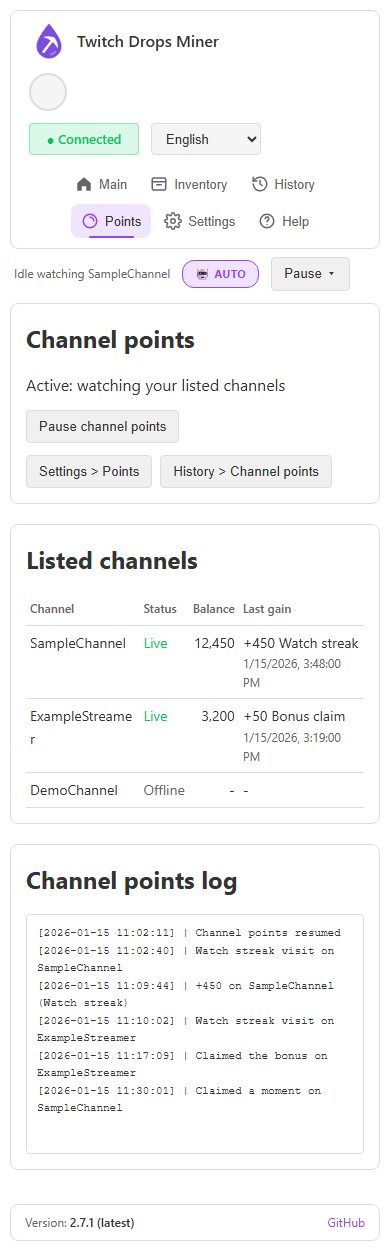 Twitch Drops Miner
● Connected
English
Main
Inventory
History
Points
Settings
Help
Idle watching SampleChannel
AUTO
Pause
Channel points
Active: watching your listed channels
Pause channel points
Settings > Points
History > Channel points
Listed channels
Channel Status Balance Last gain
SampleChannel Live 12,450 +450 Watch streak
1/15/2026, 3:48:00
PM
ExampleStreame
r
Live 3,200 +50 Bonus claim
1/15/2026, 3:19:00
PM
DemoChannel Offline - -
Channel points log
[2026-01-15 11:02:11] | Channel points resumed
[2026-01-15 11:02:40] | Watch streak visit on
SampleChannel
[2026-01-15 11:09:44] | +450 on SampleChannel
(Watch streak)
[2026-01-15 11:10:02] | Watch streak visit on
ExampleStreamer
[2026-01-15 11:17:09] | Claimed the bonus on
ExampleStreamer
[2026-01-15 11:30:01] | Claimed a moment on
SampleChannel
Version: 2.7.1 (latest)
GitHub